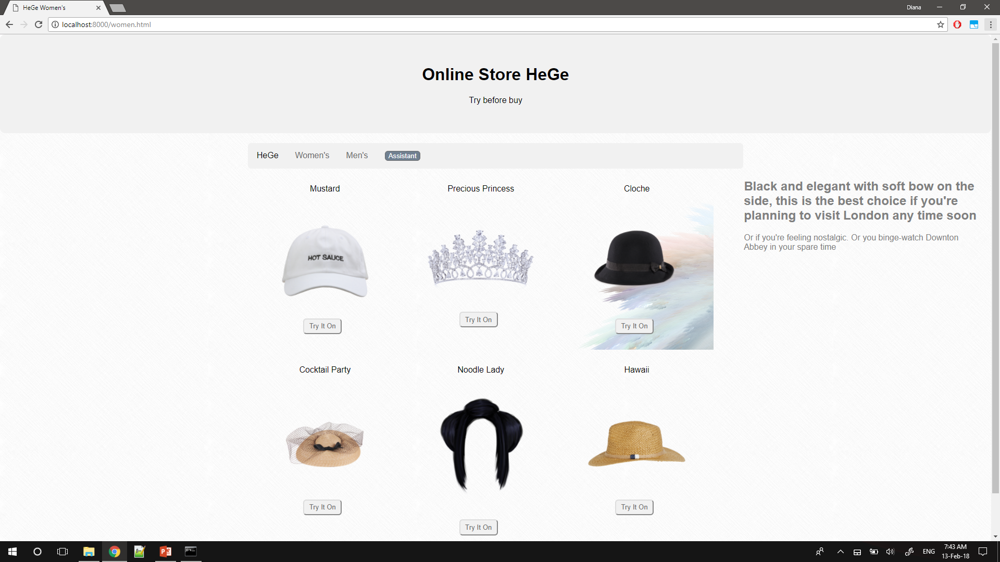 HeGe Women's
Diana
localhost:8000/women.html
Online Store HeGe
Try before buy
HeGe Women's Men's Assistant
Mustard
Precious Princess
Cloche
HOT SAUCE
Try It On
Try It On
Try It On
Black and elegant with soft bow on the
side, this is the best choice if you're
planning to visit London any time soon
Or if you're feeling nostalgic. Or you binge-watch Downton
Abbey in your spare time
Cocktail Party
Noodle Lady
Hawaii
Try It On
Try It On
Try It On
ENG
7:43 AM
13-Feb-18